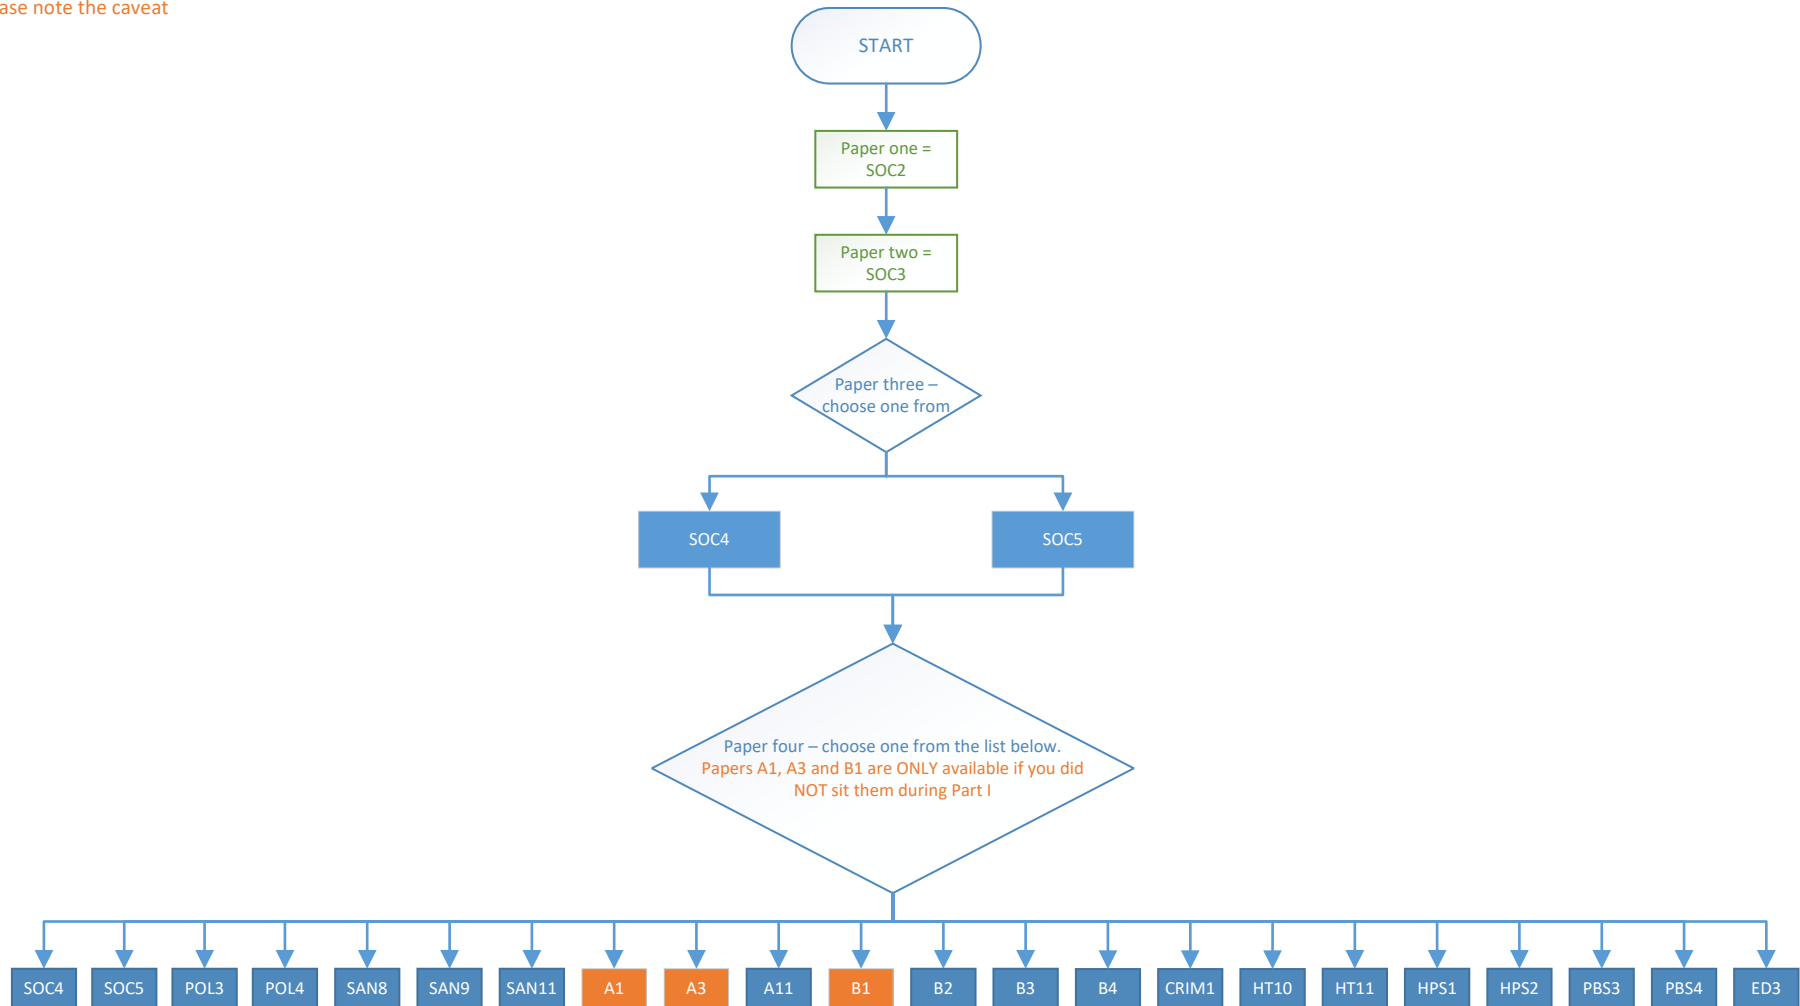 ase note the caveat
START
Paper one =
SOC2
Paper two =
SOC3
Paper three –
choose one from
SOC4
SOC5
Paper four – choose one from the list below.
Papers A1, A3 and B1 are ONLY available if you did
NOT sit them during Part I
SOC4
SOC5
POL3
POL4
SAN8
SAN9
SAN11
A1
A3
A11
B1
B2
B3
B4
CRIM1
HT10
HT11
HPS1
HPS2
PBS3
PBS4
ED3